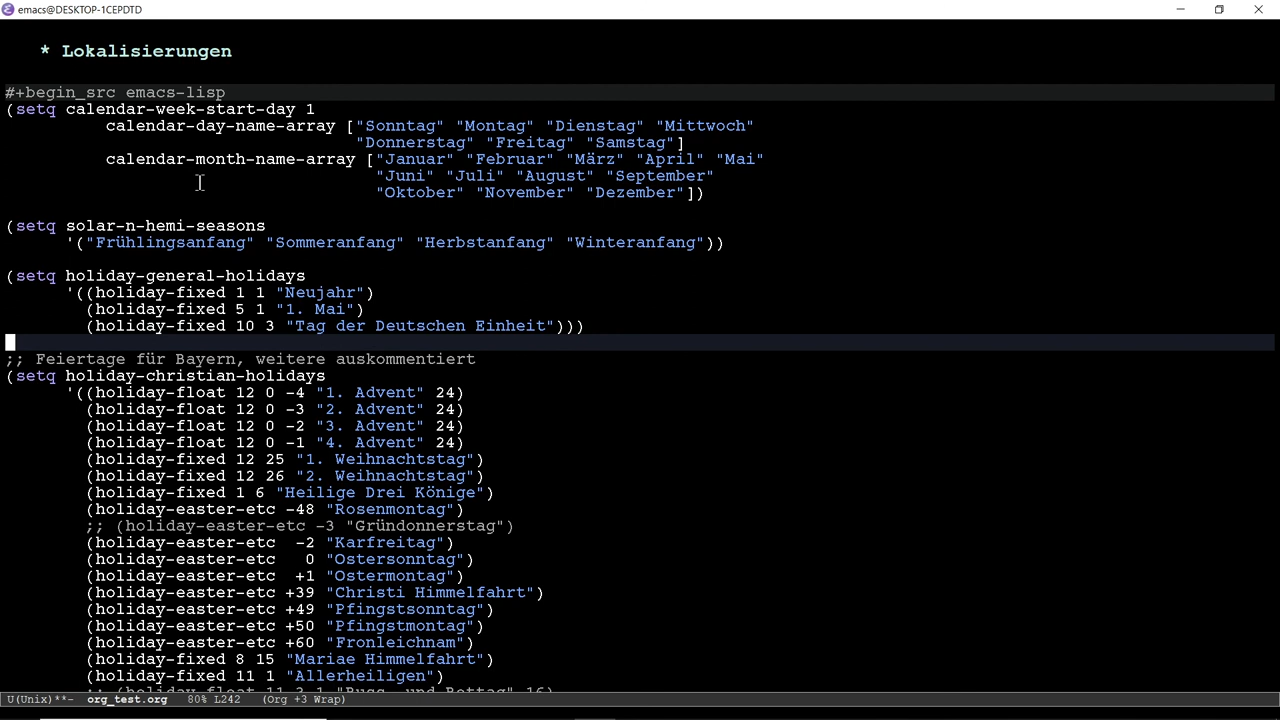 emacs@DESKTOP-1CEPDTD
* Lokalisierungen
#+begin_src emacs-lisp
(setq calendar-week-start-day 1
calendar-day-name-array ["Sonntag" "Montag" "Dienstag" "Mittwoch"
"Donnerstag" "Freitag" "Samstag"]
calendar-month-name-array ["Januar" "Februar" "März" "April" "Mai"
"Juni" "Juli" "August" "September"
"Oktober" "November" "Dezember"])
(setq solar-n-hemi-seasons
'("Frühlingsanfang" "Sommeranfang" "Herbstanfang" "Winteranfang"))
(setq holiday-general-holidays
'((holiday-fixed 1 1 "Neujahr")
(holiday-fixed 5 1 "1. Mai")
(holiday-fixed 10 3 "Tag der Deutschen Einheit")))
;; Feiertage für Bayern, weitere auskommentiert
(setq holiday-christian-holidays
'((holiday-float 12 0 -4 "1. Advent" 24)
(holiday-float 12 0 -3 "2. Advent" 24)
(holiday-float 12 0 -2 "3. Advent" 24)
(holiday-float 12 0 -1 "4. Advent" 24)
(holiday-fixed 12 25 "1. Weihnachtstag")
(holiday-fixed 12 26 "2. Weihnachtstag")
(holiday-fixed 1 6 "Heilige Drei Könige")
(holiday-easter-etc -48 "Rosenmontag")
;; (holiday-easter-etc -3 "Gründonnerstag")
(holiday-easter-etc  -2 "Karfreitag")
(holiday-easter-etc   0 "Ostersonntag")
(holiday-easter-etc  +1 "Ostermontag")
(holiday-easter-etc +39 "Christi Himmelfahrt")
(holiday-easter-etc +49 "Pfingstsonntag")
(holiday-easter-etc +50 "Pfingstmontag")
(holiday-easter-etc +60 "Fronleichnam")
(holiday-fixed 8 15 "Mariae Himmelfahrt")
(holiday-fixed 11 1 "Allerheiligen")
;; (holiday-float 11 3 1 "Buss- und Bettag" 16)
U(Unix)**-  org_test.org   80% L242   (Org +3 Wrap)